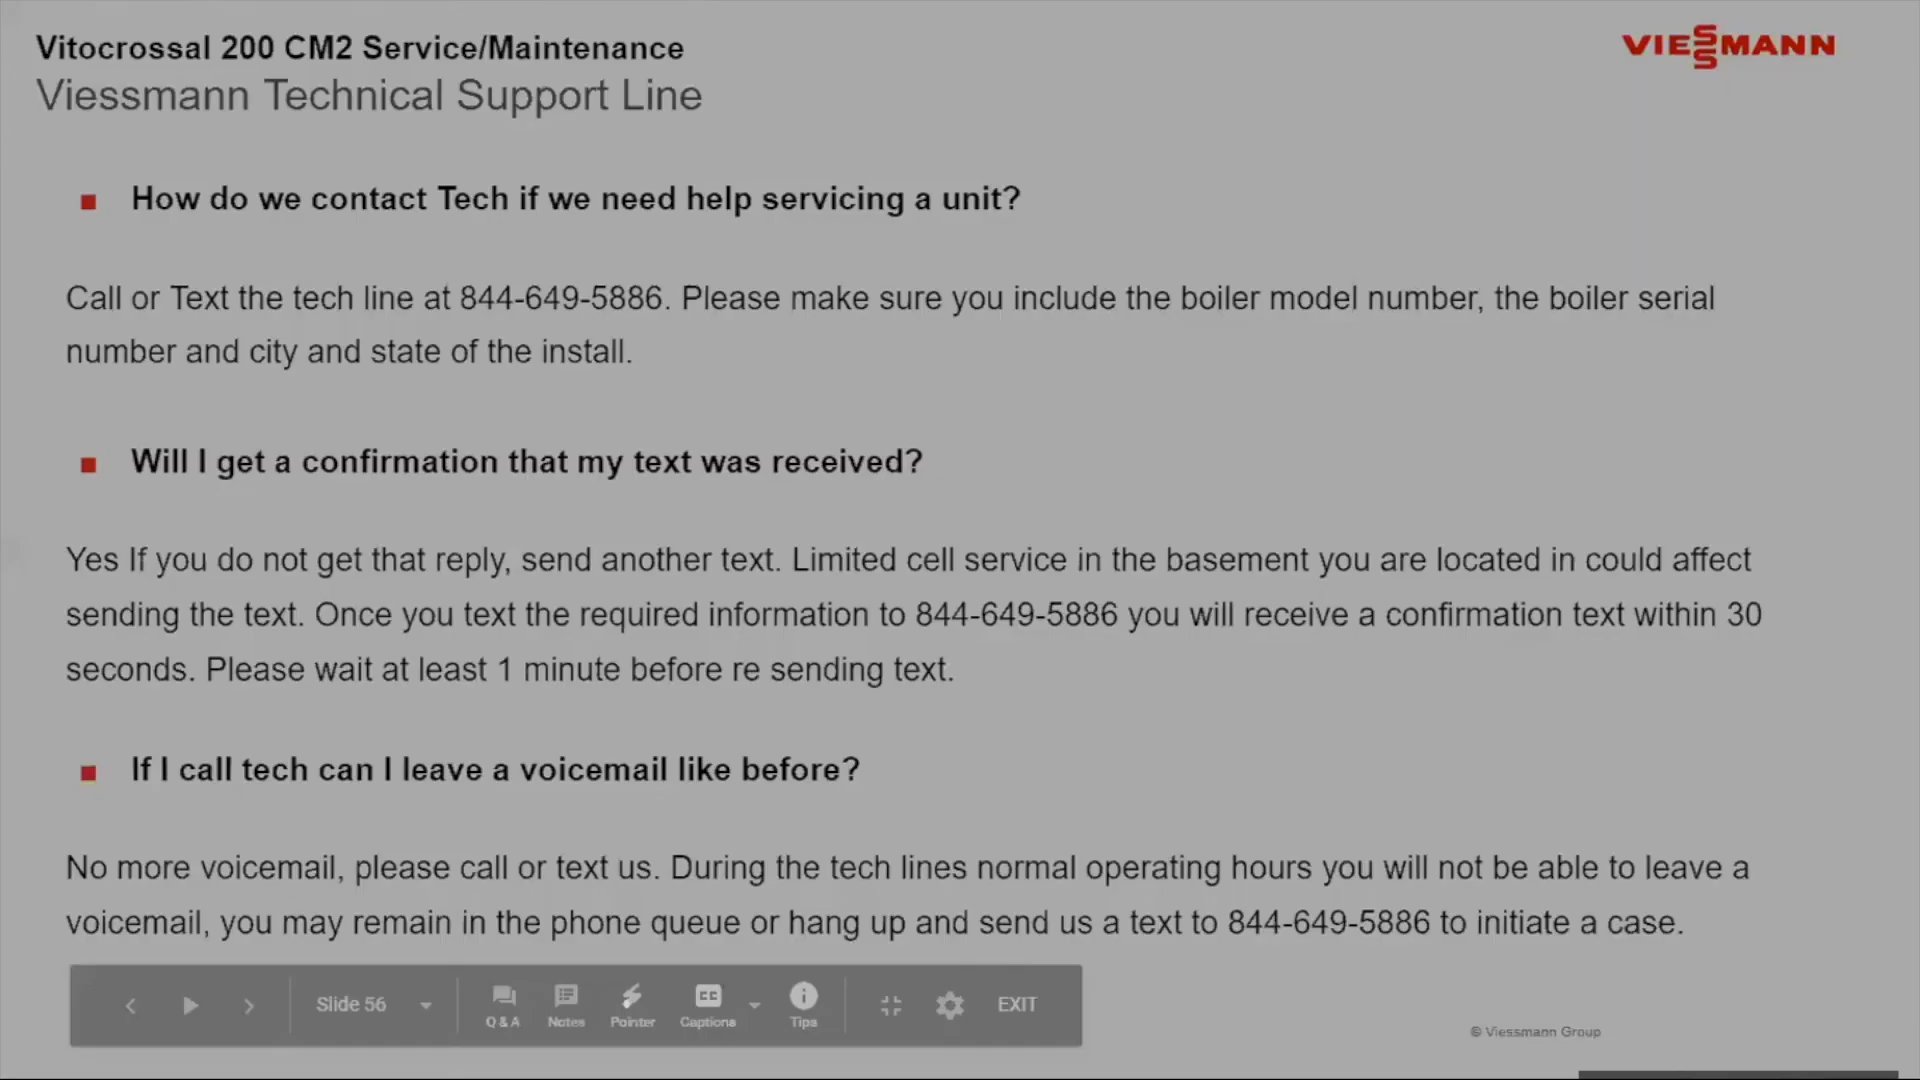 Vitocrossal 200 CM2 Service/Maintenance
VIESSMANN
Viessmann Technical Support Line
How do we contact Tech if we need help servicing a unit?
Call or Text the tech line at 844-649-5886. Please make sure you include the boiler model number, the boiler serial
number and city and state of the install.
Will I get a confirmation that my text was received?
Yes If you do not get that reply, send another text. Limited cell service in the basement you are located in could affect
sending the text. Once you text the required information to 844-649-5886 you will receive a confirmation text within 30
seconds. Please wait at least 1 minute before re sending text.
If I call tech can I leave a voicemail like before?
No more voicemail, please call or text us. During the tech lines normal operating hours you will not be able to leave a
voicemail, you may remain in the phone queue or hang up and send us a text to 844-649-5886 to initiate a case.
Slide 56
Q & A
Notes
Pointer
CC
Captions
Tips
EXIT
© Viessmann Group